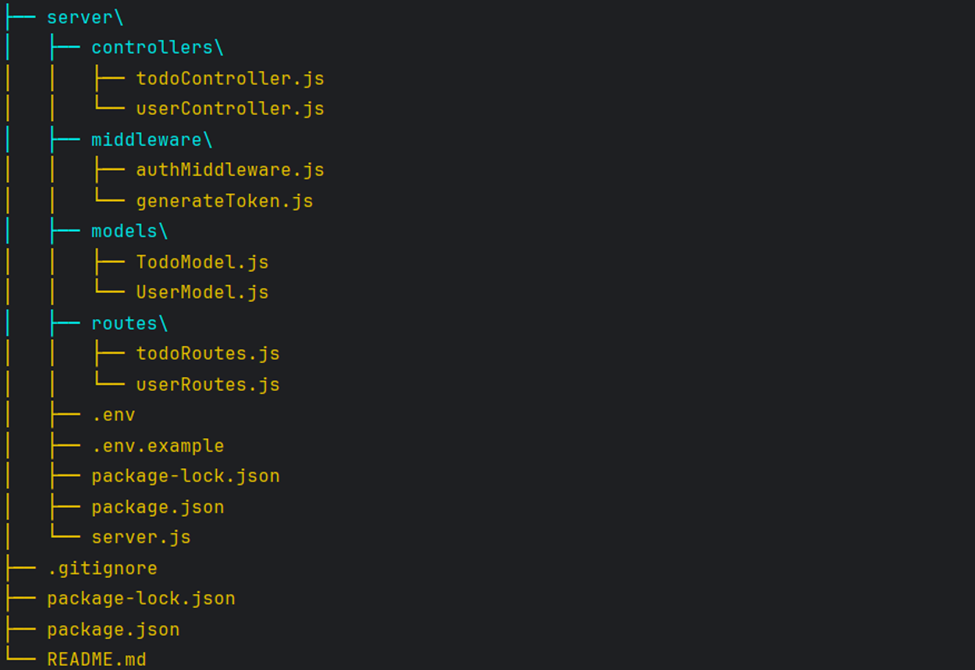 ├── server\
│   ├── controllers\
│   │   ├── todoController.js
│   │   └── userController.js
│   ├── middleware\
│   │   ├── authMiddleware.js
│   │   └── generateToken.js
│   ├── models\
│   │   ├── TodoModel.js
│   │   └── UserModel.js
│   ├── routes\
│   │   ├── todoRoutes.js
│   │   └── userRoutes.js
│   ├── .env
│   ├── .env.example
│   ├── package-lock.json
│   ├── package.json
│   └── server.js
├── .gitignore
├── package-lock.json
├── package.json
└── README.md